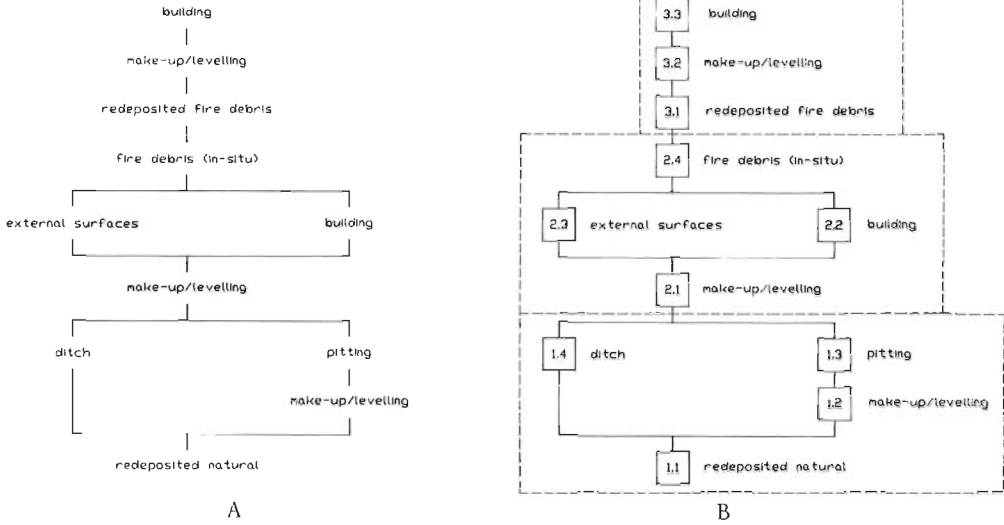 building
make-up/levelling
redeposited fire debris
fire debris (in-situ)
external surfaces building
make-up/levelling
ditch pitting
make-up/levelling
redeposited natural
A
3.3 building
3.2 make-up/levelling
3.1 redeposited fire debris
2.4 fire debris (in-situ)
2.3 external surfaces 2.2 building
2.1 make-up/levelling
1.4 ditch 1.3 pitting
1.2 make-up/levelling
1.1 redeposited natural
B